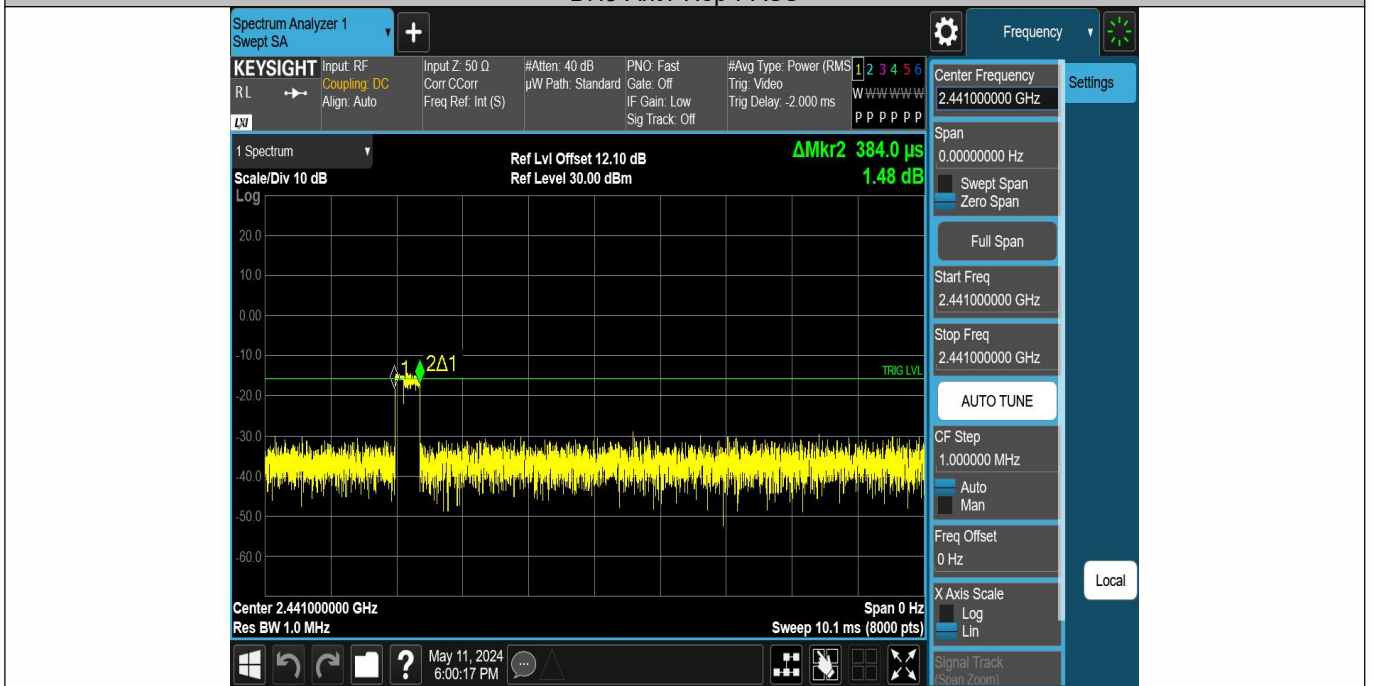 Spectrum Analyzer 1
Swept SA
+
Frequency
KEYSIGHT
RL
LXI
Input: RF
Coupling: DC
Align: Auto
Input Z: 50 Ω
Corr CCorr
Freq Ref: Int (S)
#Atten: 40 dB
µW Path: Standard
PNO: Fast
Gate: Off
IF Gain: Low
Sig Track: Off
#Avg Type: Power (RMS
Trig: Video
Trig Delay: -2.000 ms
1 2 3 4 5 6
W W W W W W
P P P P P P
1 Spectrum
Scale/Div 10 dB
Log
Ref Lvl Offset 12.10 dB
Ref Level 30.00 dBm
ΔMkr2 384.0 µs
1.48 dB
20.0
10.0
0.00
-10.0
-20.0
-30.0
-40.0
-50.0
-60.0
1
2Δ1
TRIG LVL
Center 2.441000000 GHz
Res BW 1.0 MHz
Span 0 Hz
Sweep 10.1 ms (8000 pts)
Center Frequency
2.441000000 GHz
Settings
Span
0.00000000 Hz
Swept Span
Zero Span
Full Span
Start Freq
2.441000000 GHz
Stop Freq
2.441000000 GHz
AUTO TUNE
CF Step
1.000000 MHz
Auto
Man
Freq Offset
0 Hz
Local
X Axis Scale
Log
Lin
Signal Track
(Span Zoom)
?
May 11, 2024
6:00:17 PM